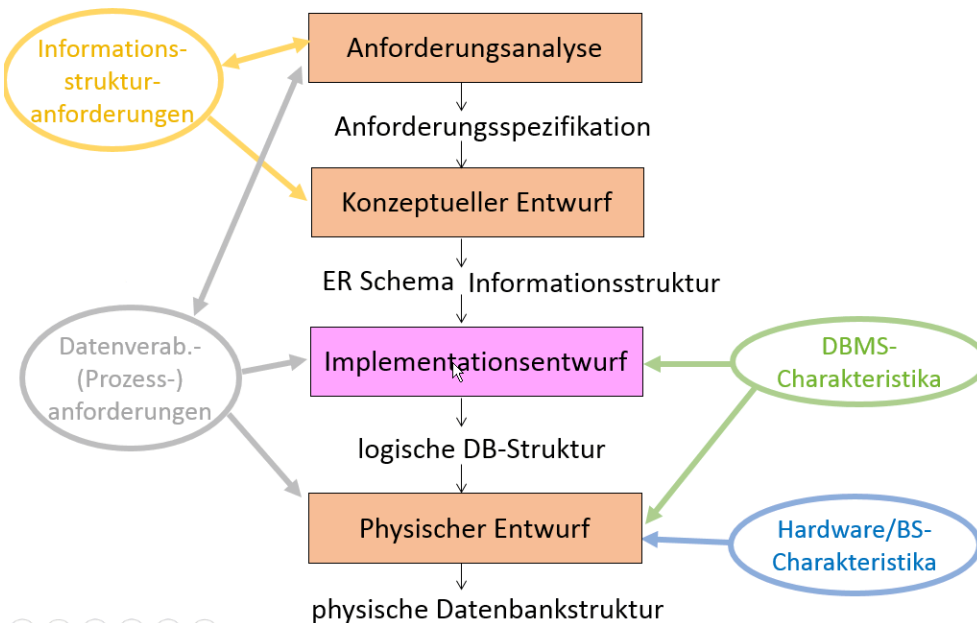 Informations-
struktur-
anforderungen
Anforderungsanalyse
Anforderungsspezifikation
Konzeptueller Entwurf
ER Schema Informationsstruktur
Datenverab.-
(Prozess-)
anforderungen
Implementationsentwurf
DBMS-
Charakteristika
logische DB-Struktur
Physischer Entwurf
Hardware/BS-
Charakteristika
physische Datenbankstruktur